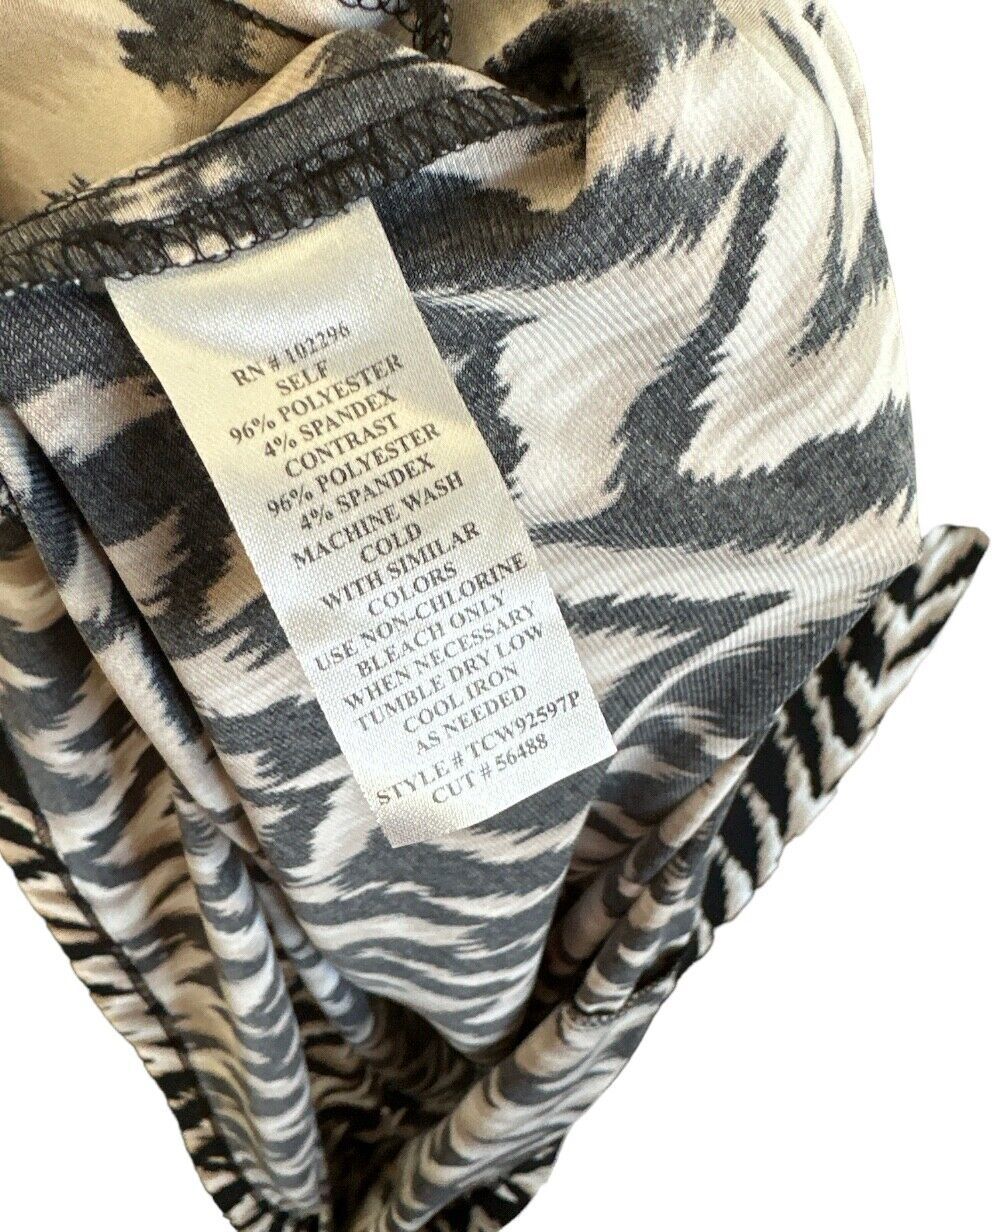 RN # 102296
SELF
96% POLYESTER
4% SPANDEX
CONTRAST
96% POLYESTER
4% SPANDEX
MACHINE WASH
COLD
WITH SIMILAR
COLORS
USE NON-CHLORINE
BLEACH ONLY
WHEN NECESSARY
TUMBLE DRY LOW
COOL IRON
AS NEEDED
STYLE # TCW92597P
CUT # 56488